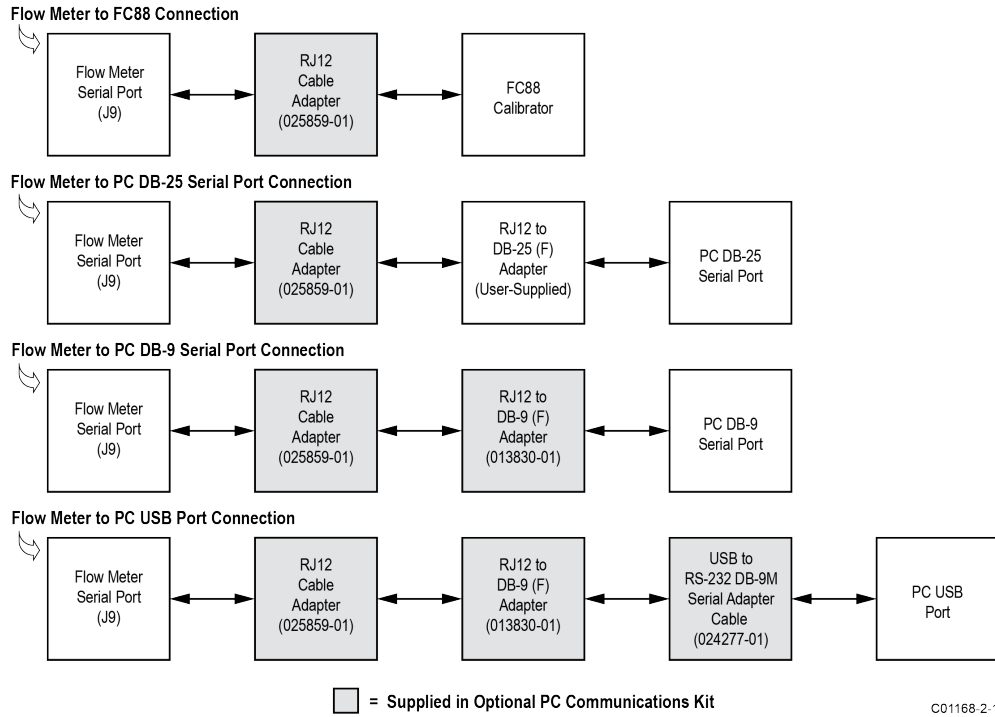 Flow Meter to FC88 Connection
Flow Meter
Serial Port
(J9)
RJ12
Cable
Adapter
(025859-01)
FC88
Calibrator
Flow Meter to PC DB-25 Serial Port Connection
Flow Meter
Serial Port
(J9)
RJ12
Cable
Adapter
(025859-01)
RJ12 to
DB-25 (F)
Adapter
(User-Supplied)
PC DB-25
Serial Port
Flow Meter to PC DB-9 Serial Port Connection
Flow Meter
Serial Port
(J9)
RJ12
Cable
Adapter
(025859-01)
RJ12 to
DB-9 (F)
Adapter
(013830-01)
PC DB-9
Serial Port
Flow Meter to PC USB Port Connection
Flow Meter
Serial Port
(J9)
RJ12
Cable
Adapter
(025859-01)
RJ12 to
DB-9 (F)
Adapter
(013830-01)
USB to
RS-232 DB-9M
Serial Adapter
Cable
(024277-01)
PC USB
Port
= Supplied in Optional PC Communications Kit
C01168-2-1